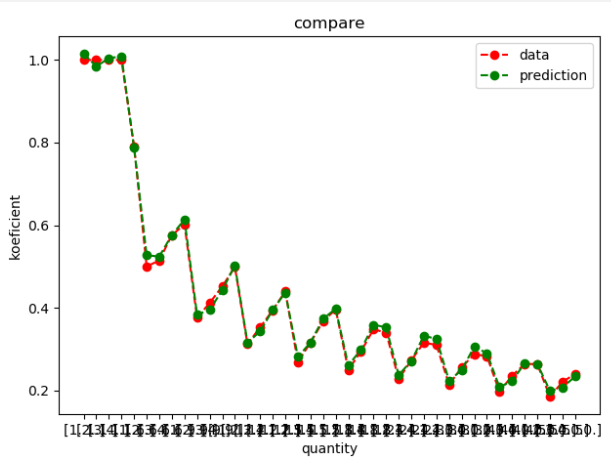 compare
data
prediction
1.0
0.8
0.6
0.4
0.2
koeficient
quantity